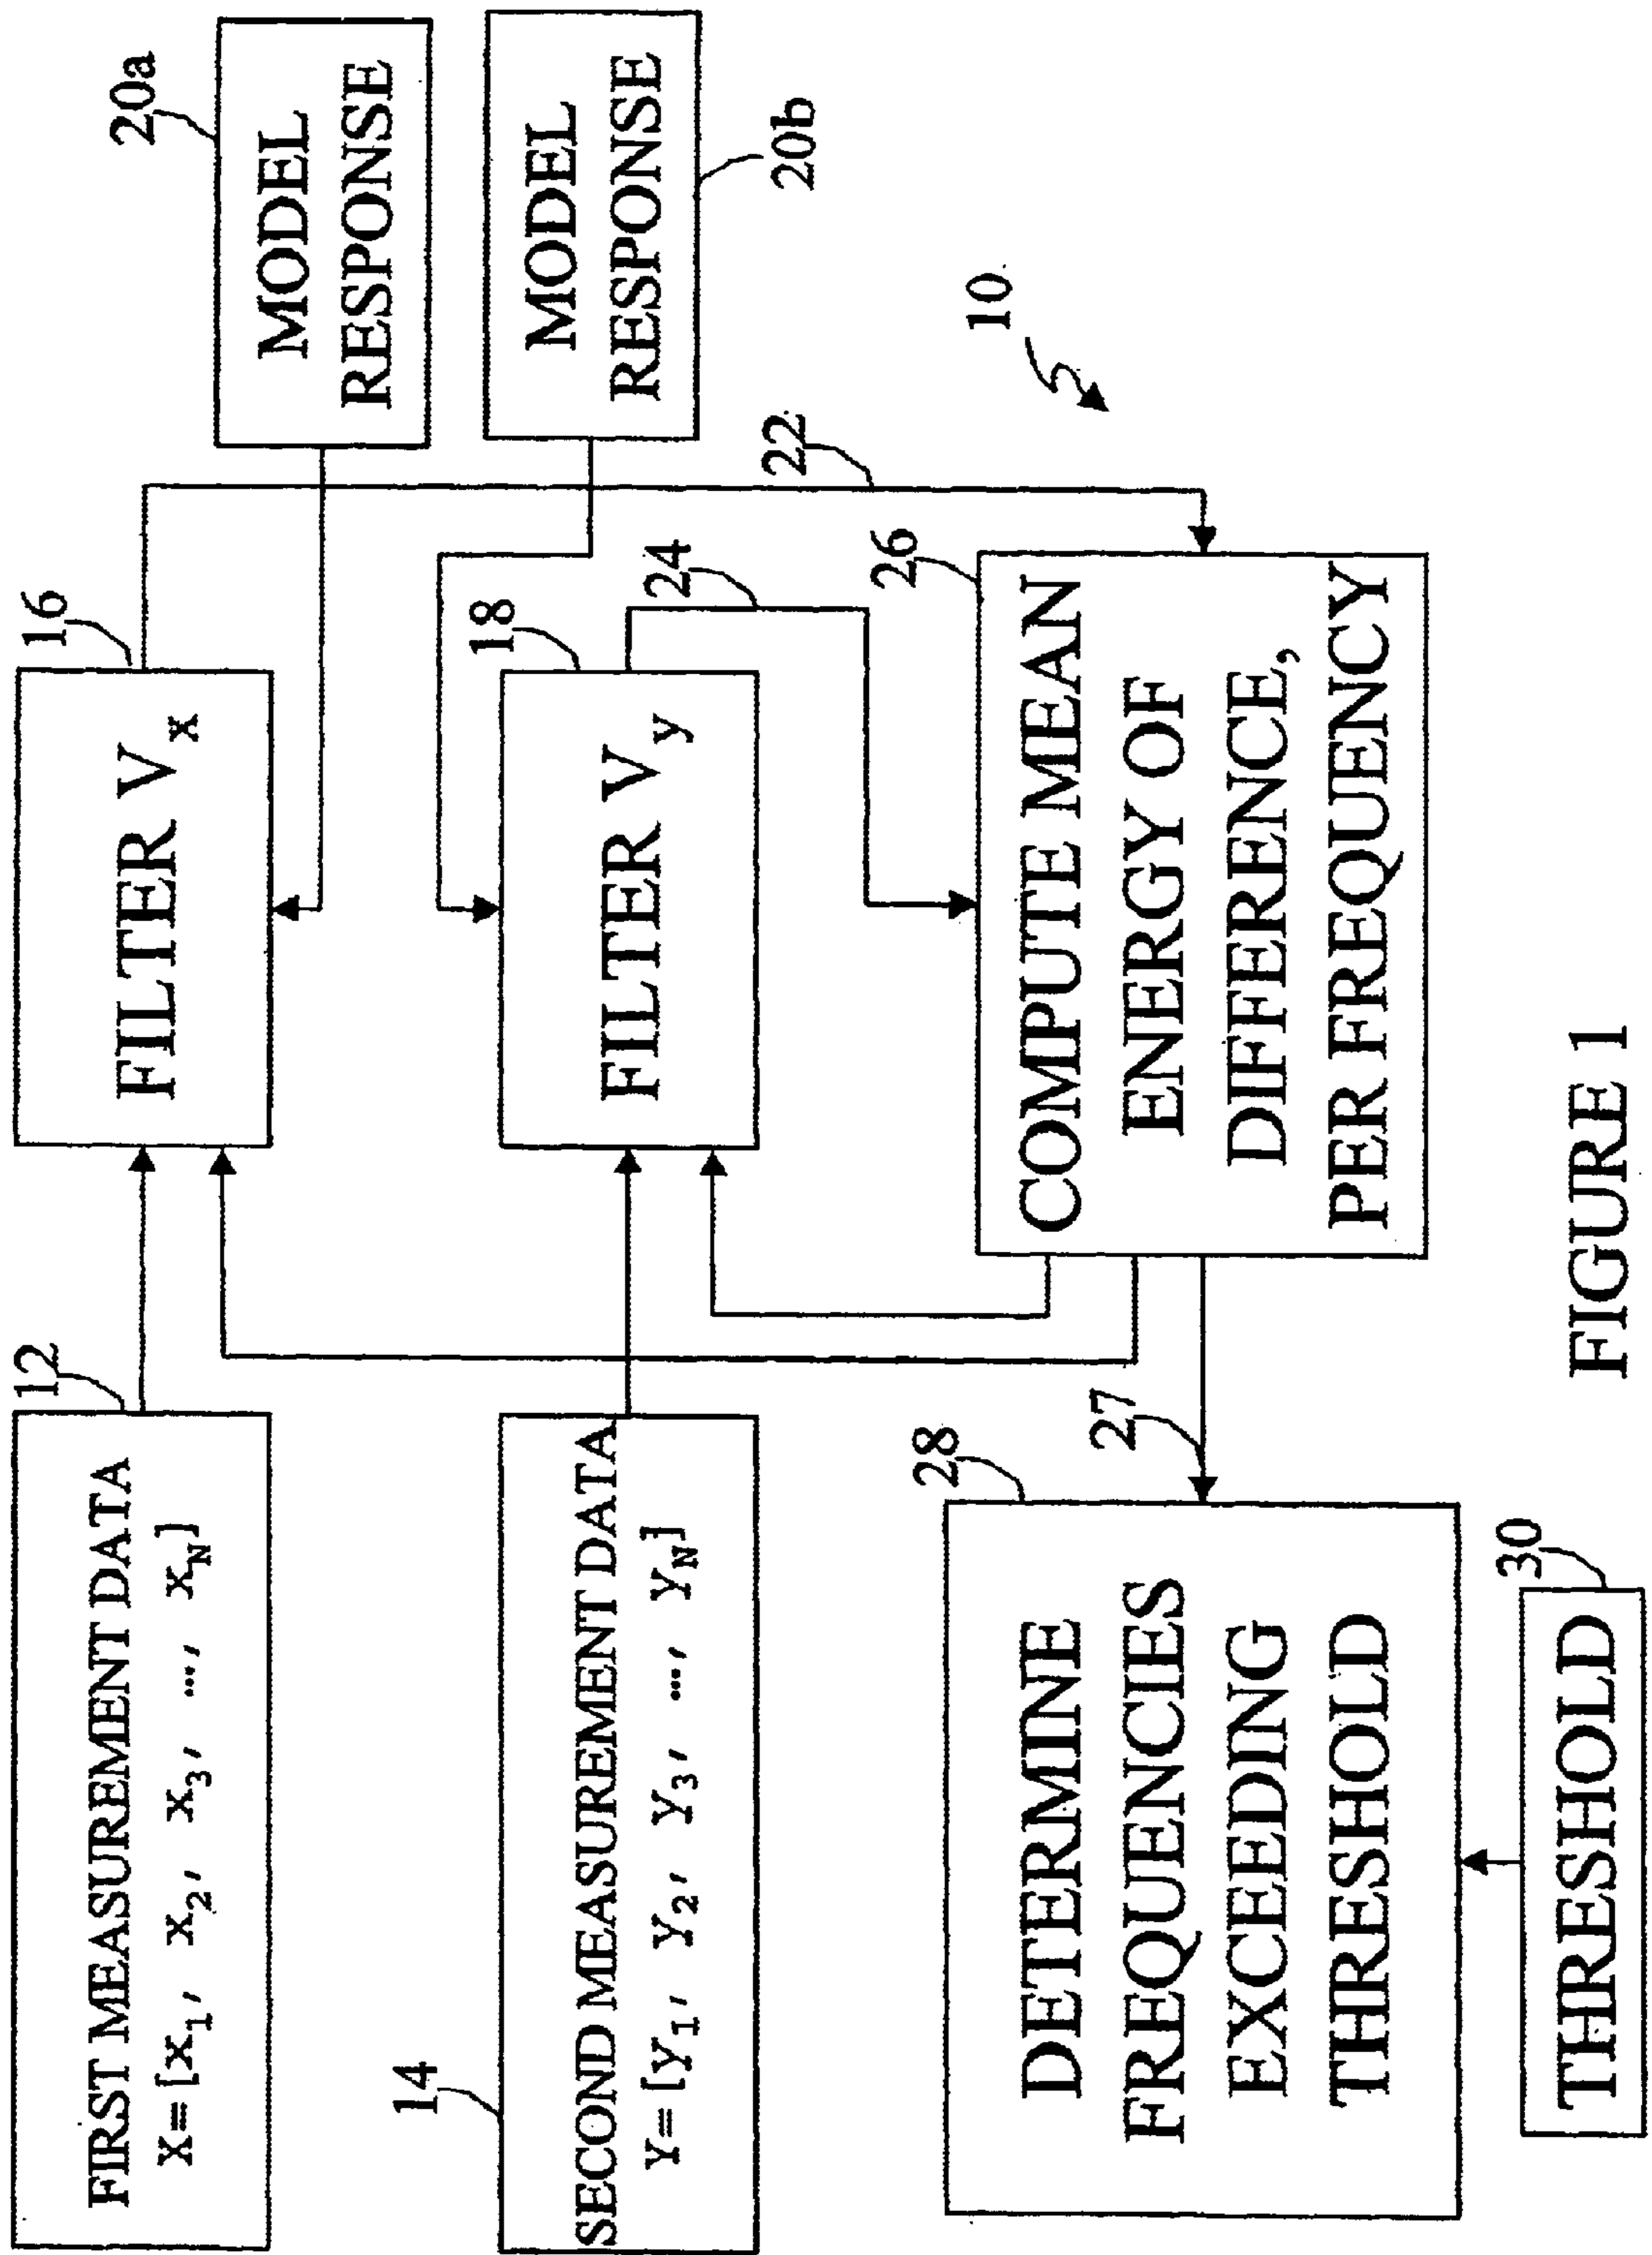 12
FIRST MEASUREMENT DATA
X=[x1, x2, x3, ..., xN]
16
FILTER Vx
20a
MODEL
RESPONSE
14
SECOND MEASUREMENT DATA
Y=[y1, y2, y3, ..., yN]
18
FILTER Vy
20b
MODEL
RESPONSE
24
22
10
28
DETERMINE
FREQUENCIES
EXCEEDING
THRESHOLD
27
26
COMPUTE MEAN
ENERGY OF
DIFFERENCE,
PER FREQUENCY
30
THRESHOLD
FIGURE 1